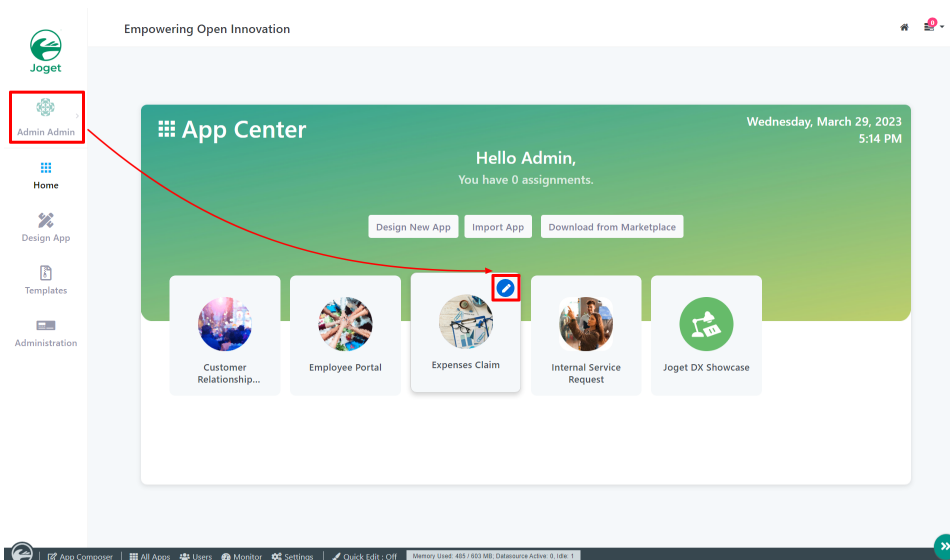 Empowering Open Innovation
0
Joget
Admin Admin
Home
Design App
Templates
Administration
App Center
Wednesday, March 29, 2023
5:14 PM
Hello Admin,
You have 0 assignments.
Design New App
Import App
Download from Marketplace
Customer
Relationship...
Employee Portal
Expenses Claim
Internal Service
Request
Joget DX Showcase
App Composer
All Apps
Users
Monitor
Settings
Quick Edit : Off
Memory Used: 485 / 603 MB; Datasource Active: 0, Idle: 1